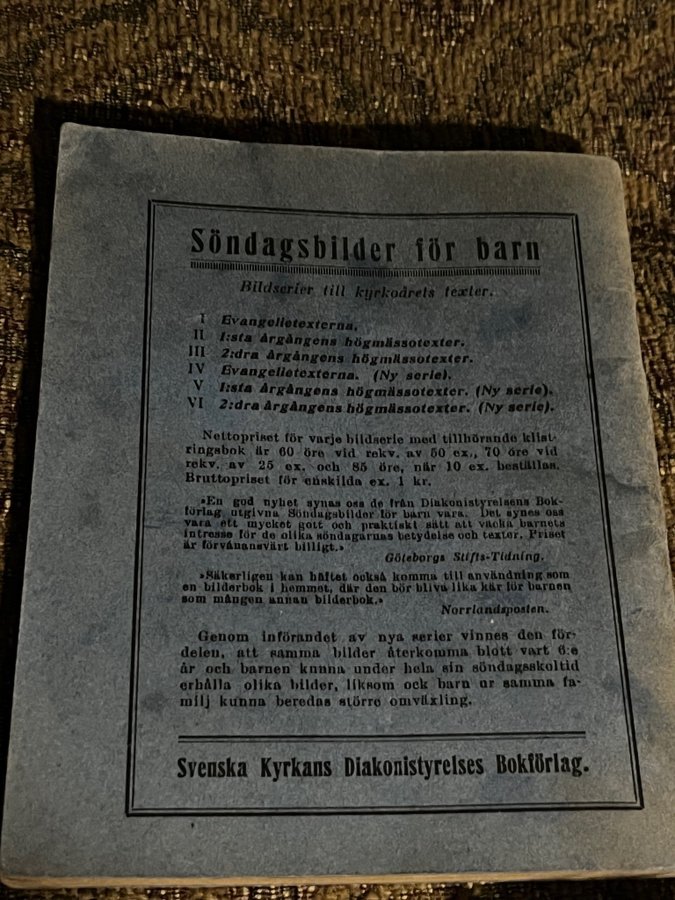 Söndagsbilder för barn
Bildserier till kyrkoårets texter.
I Evangelietexterna.
II 1:sta årgångens högmässotexter.
III 2:dra årgångens högmässotexter.
IV Evangelietexterna. (Ny serie).
V 1:sta årgångens högmässotexter. (Ny serie).
VI 2:dra årgångens högmässotexter. (Ny serie).
Nettopriset för varje bildserie med tillhörande klist-
ringsbok är 60 öre vid rekv. av 50 ex., 70 öre vid
rekv. av 25 ex. och 85 öre, när 10 ex. beställas.
Bruttopriset för enskilda ex. 1 kr.
»En god nyhet synas oss de från Diakonistyrelsens Bok-
förlag utgivna Söndagsbilder för barn vara. Det synes oss
vara ett mycket gott och praktiskt sätt att väcka barnets
intresse för de olika söndagarnas betydelse och texter. Priset
är förvånansvärt billigt.»
Göteborgs Stifts-Tidning.
»Säkerligen kan häftet också komma till användning som
en bilderbok i hemmet, där den bör bliva lika kär för barnen
som mången annan bilderbok.»
Norrlandsposten.
Genom införandet av nya serier vinnes den för-
delen, att samma bilder återkomma blott vart 6:e
år och barnen kunna under hela sin söndagsskoltid
erhålla olika bilder, liksom ock barn ur samma fa-
milj kunna beredas större omväxling.
Svenska Kyrkans Diakonistyrelses Bokförlag.